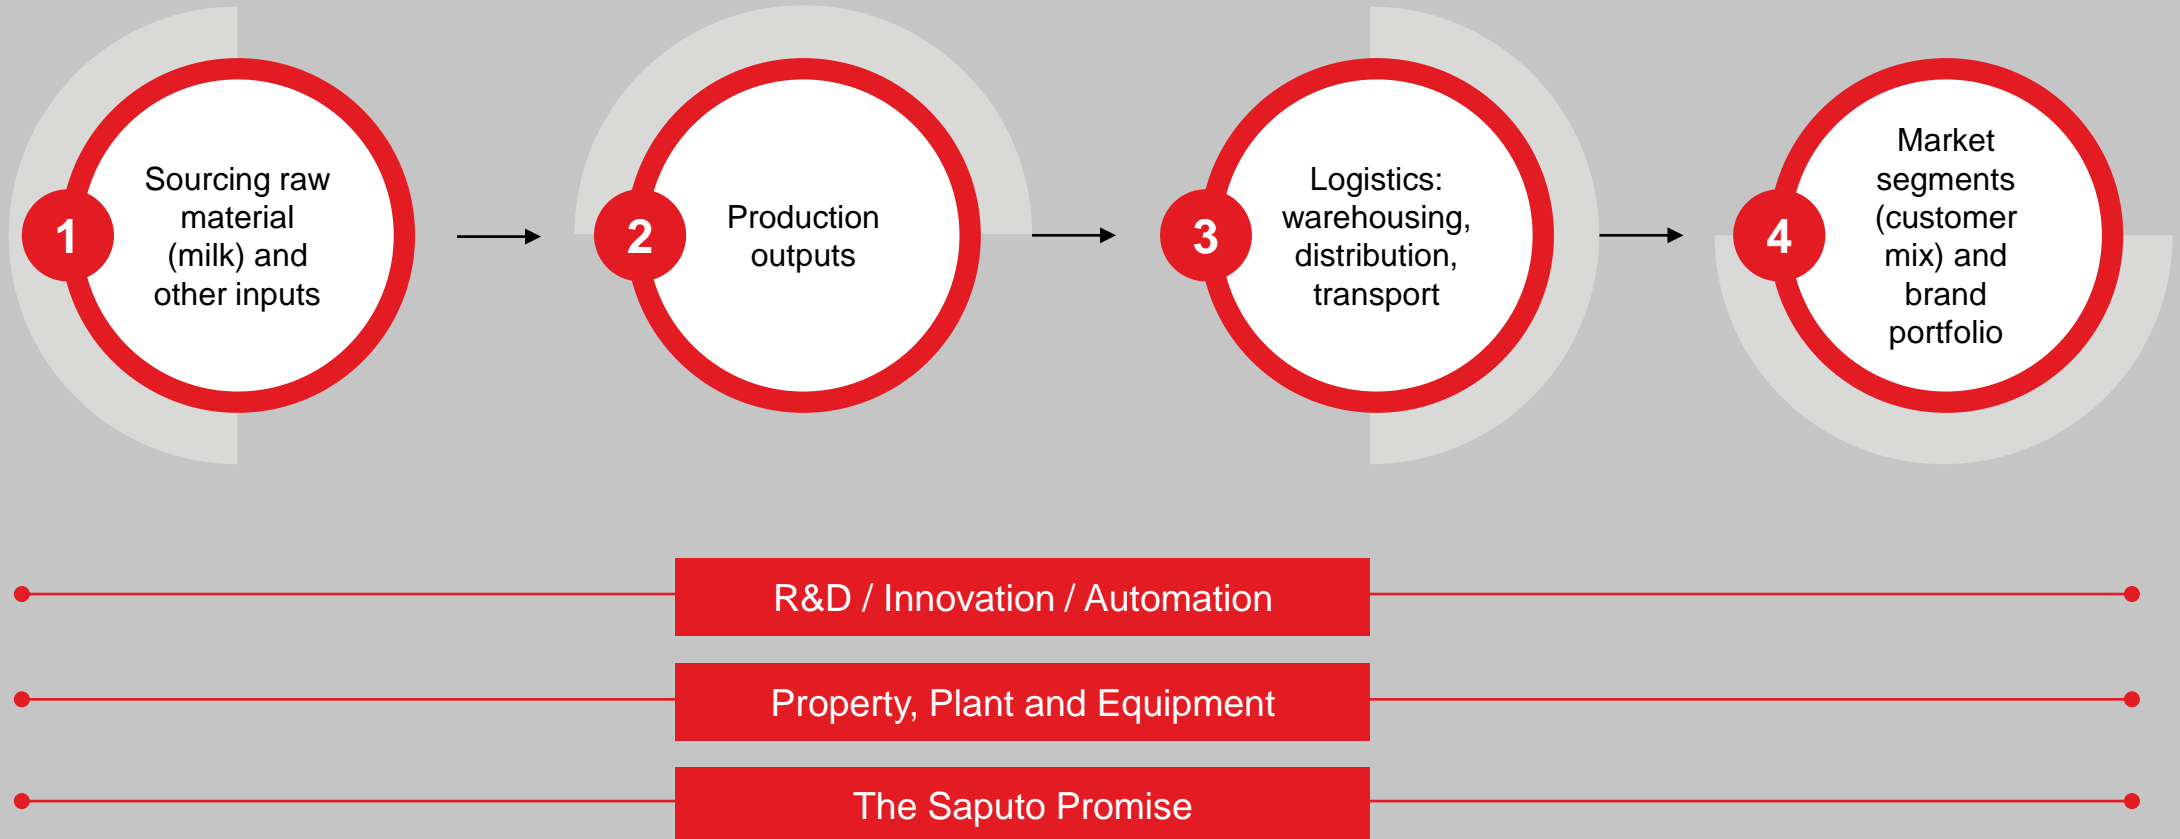 1
Sourcing raw
material
(milk) and
other inputs
2
Production
outputs
3
Logistics:
warehousing,
distribution,
transport
4
Market
segments
(customer
mix) and
brand
portfolio
R&D / Innovation / Automation
Property, Plant and Equipment
The Saputo Promise